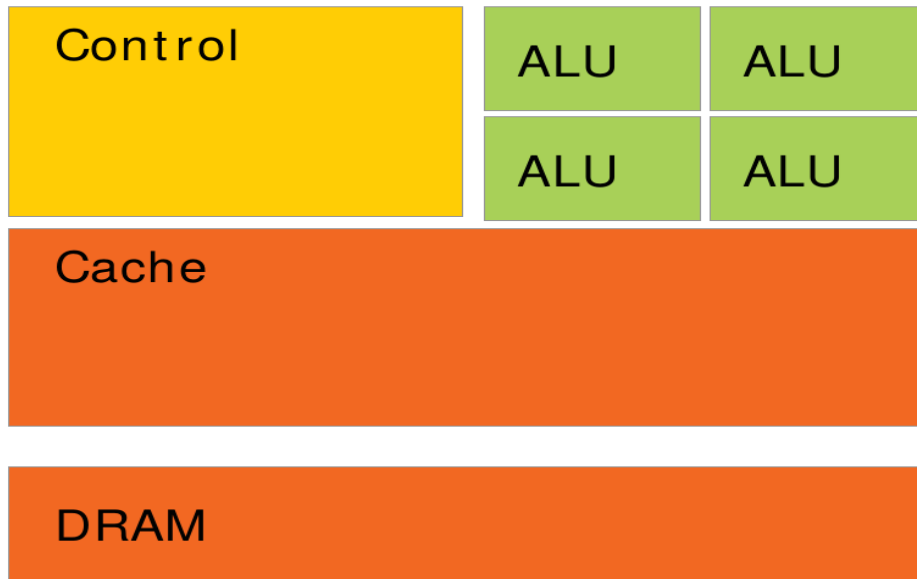 Control
ALU ALU
ALU ALU
Cache
DRAM